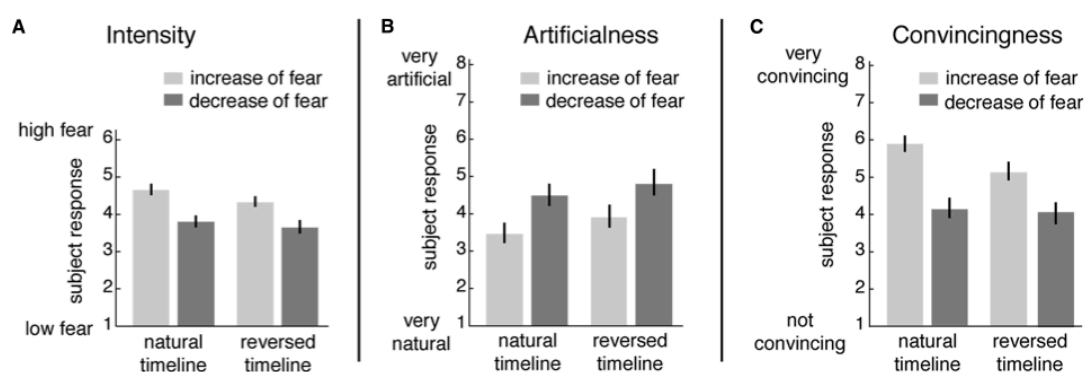 A
Intensity
increase of fear
decrease of fear
high fear
low fear
subject response
6
5
4
3
2
1
natural
timeline
reversed
timeline
B
Artificialness
very
artificial
increase of fear
decrease of fear
subject response
8
7
6
5
4
3
2
1
very
natural
natural
timeline
reversed
timeline
C
Convincingness
very
convincing
increase of fear
decrease of fear
subject response
8
7
6
5
4
3
2
1
not
convincing
natural
timeline
reversed
timeline